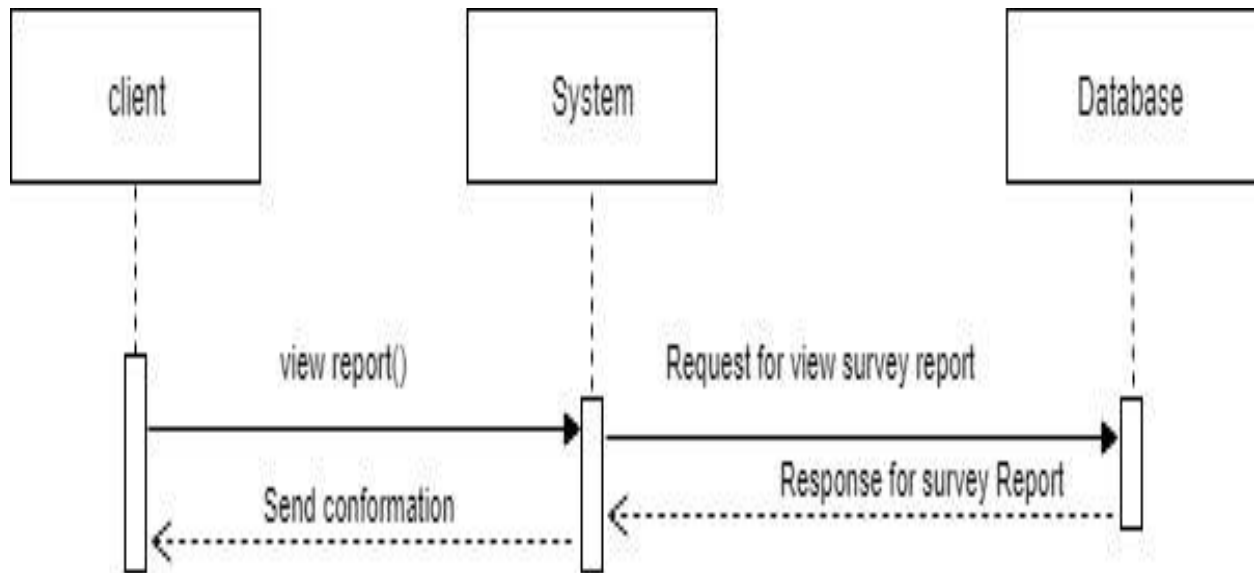 client
System
Database
view report()
Request for view survey report
Response for survey Report
Send conformation